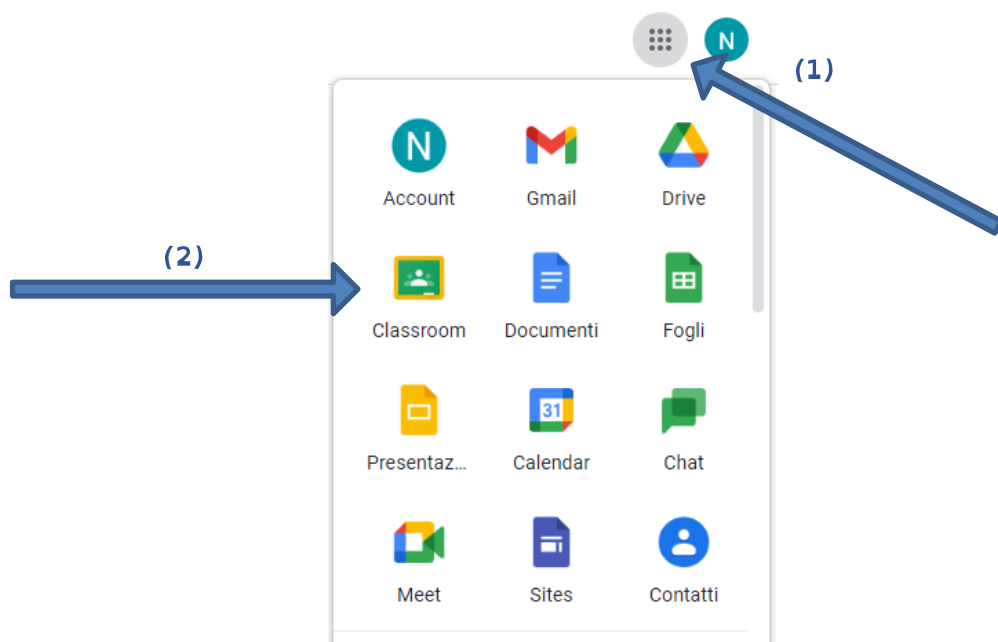 N
(1)
N
Account Gmail Drive
(2)
Classroom Documenti Fogli
31
Presentaz... Calendar Chat
Meet Sites Contatti